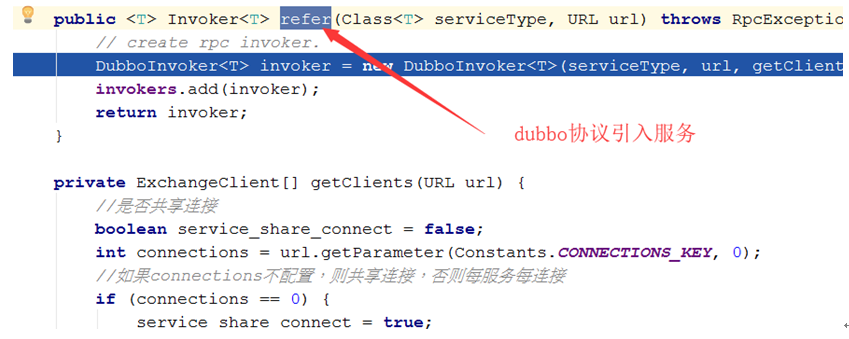 public <T> Invoker<T> refer(Class<T> serviceType, URL url) throws RpcExceptio
// create rpc invoker.
DubboInvoker<T> invoker = new DubboInvoker<T>(serviceType, url, getClient
invokers.add(invoker);
return invoker;
}
dubbo协议引入服务
private ExchangeClient[] getClients(URL url) {
//是否共享连接
boolean service_share_connect = false;
int connections = url.getParameter(Constants.CONNECTIONS_KEY, 0);
//如果connections不配置，则共享连接，否则每服务每连接
if (connections == 0) {
service share connect = true;